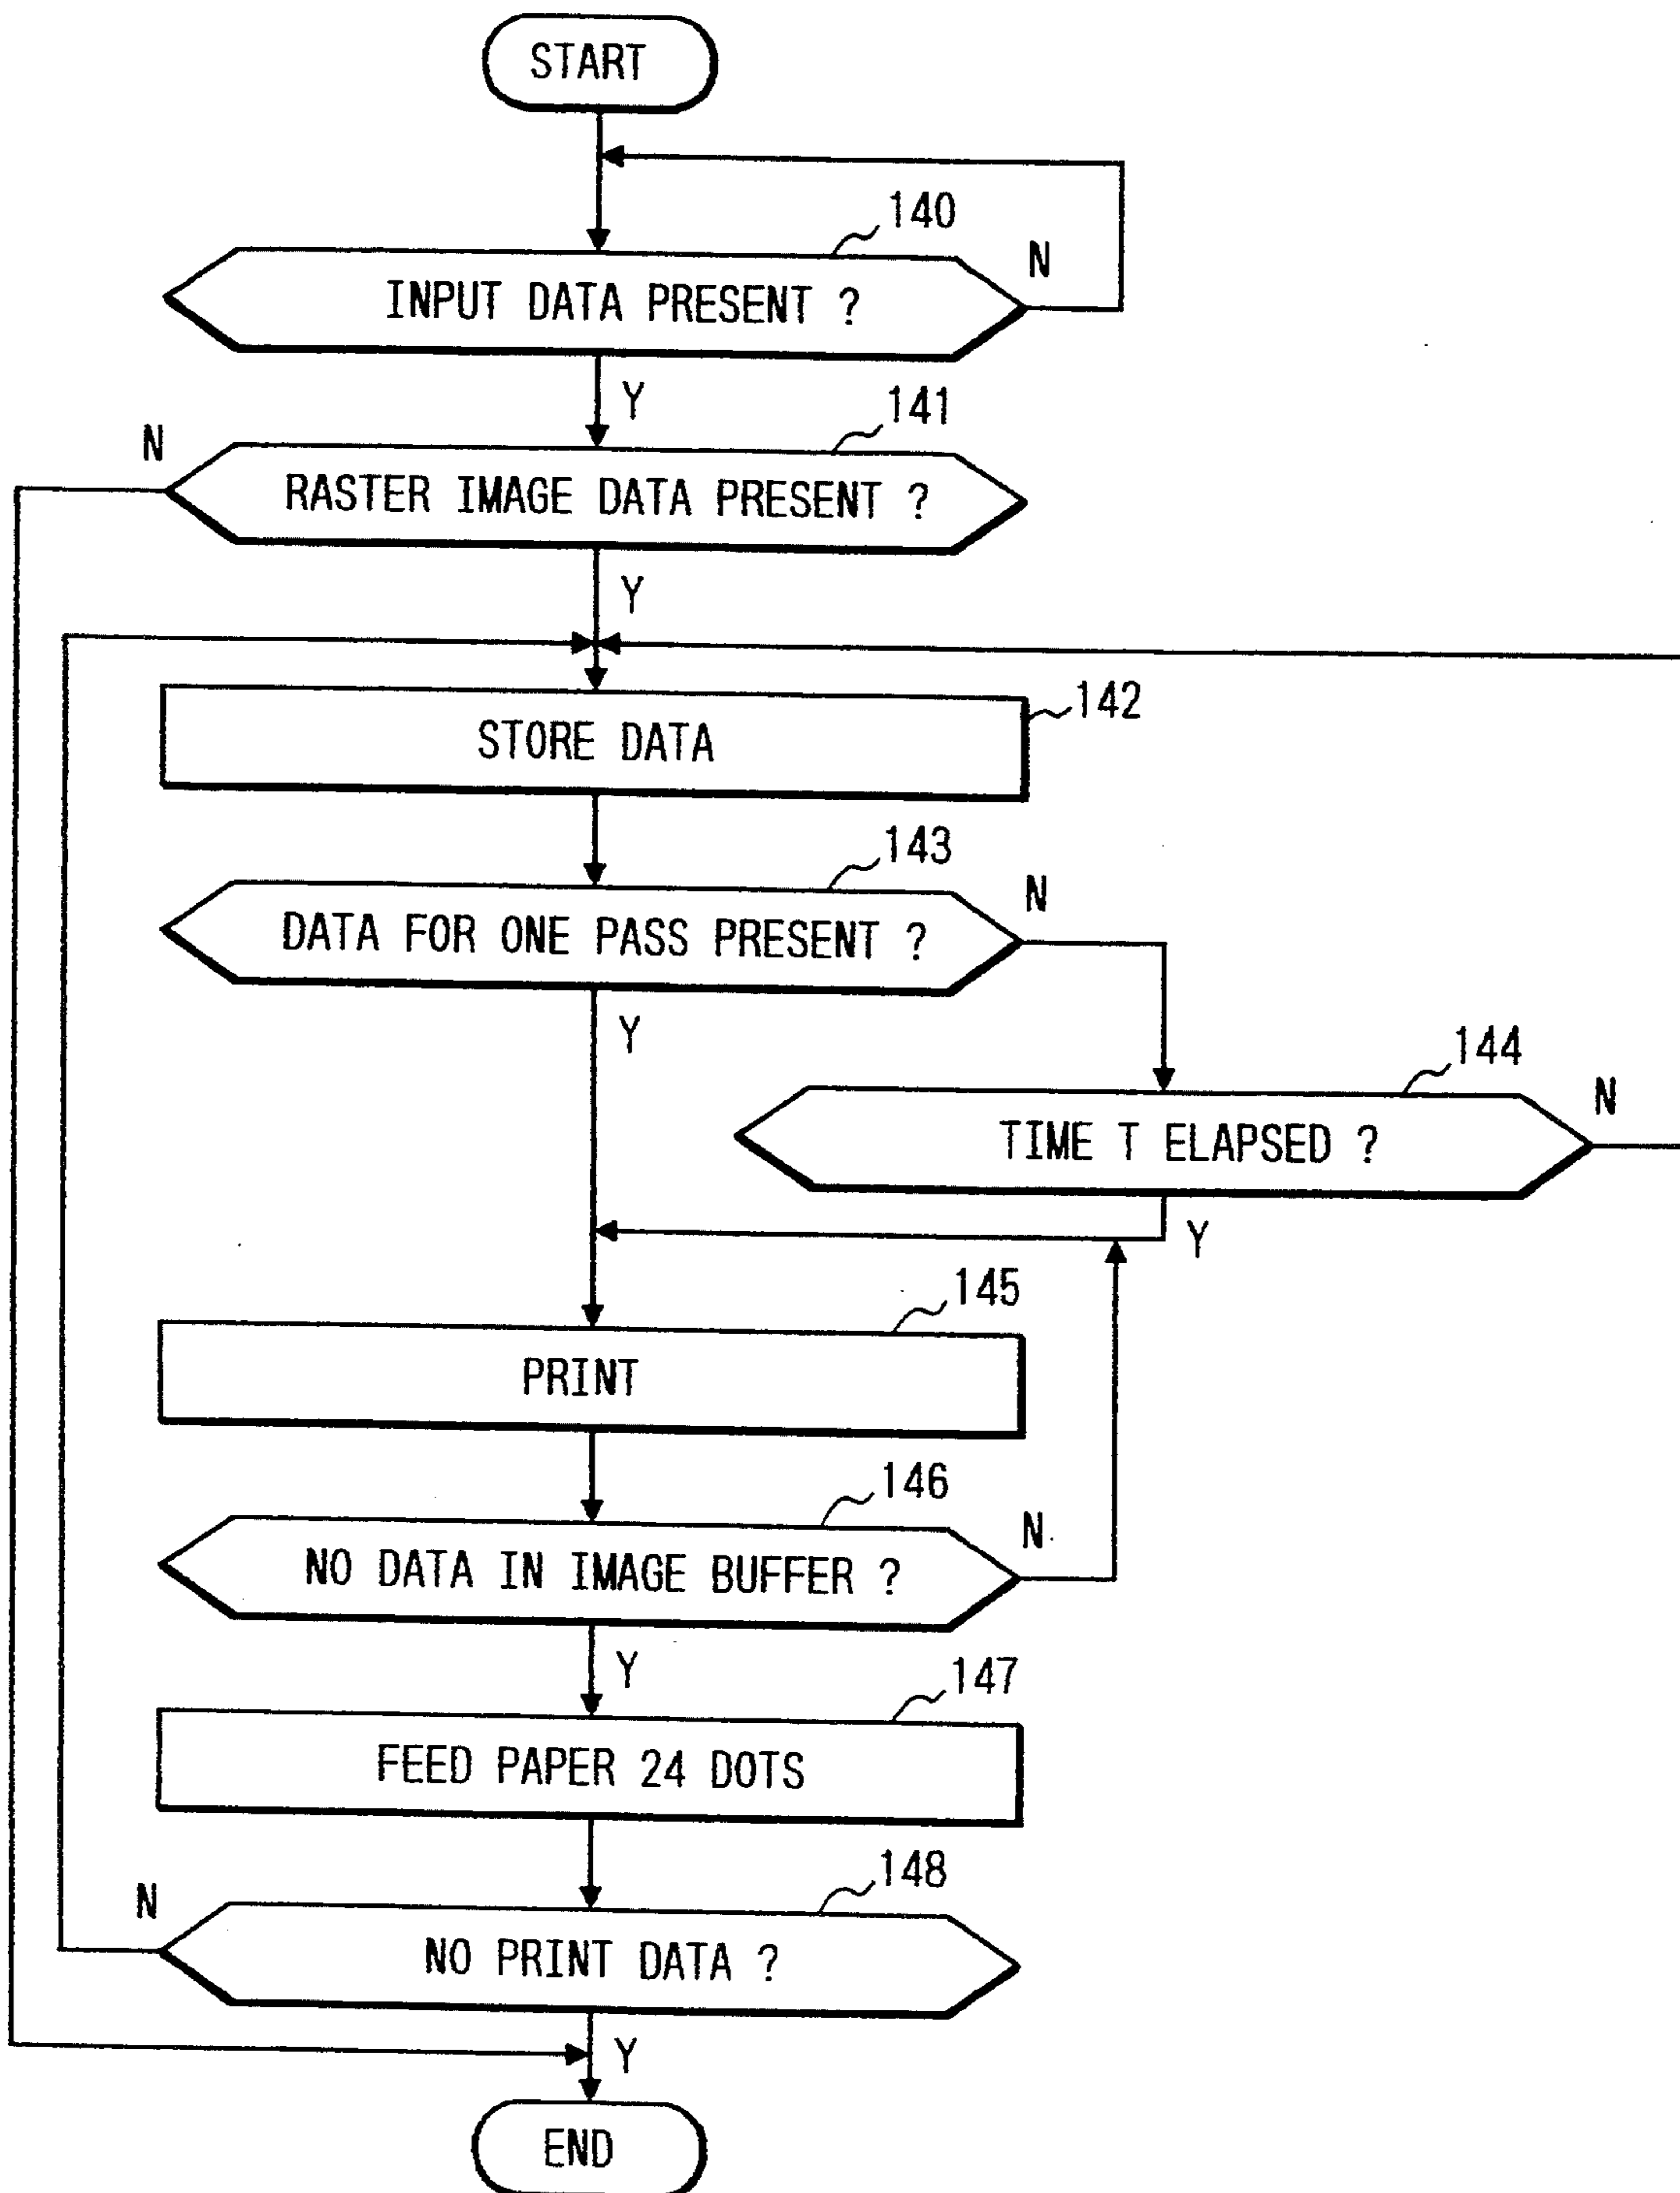 START
140
INPUT DATA PRESENT ?
N
Y
141
N
RASTER IMAGE DATA PRESENT ?
Y
142
STORE DATA
143
N
DATA FOR ONE PASS PRESENT ?
Y
144
N
TIME T ELAPSED ?
Y
145
PRINT
146
N
NO DATA IN IMAGE BUFFER ?
Y
147
FEED PAPER 24 DOTS
148
N
NO PRINT DATA ?
Y
END